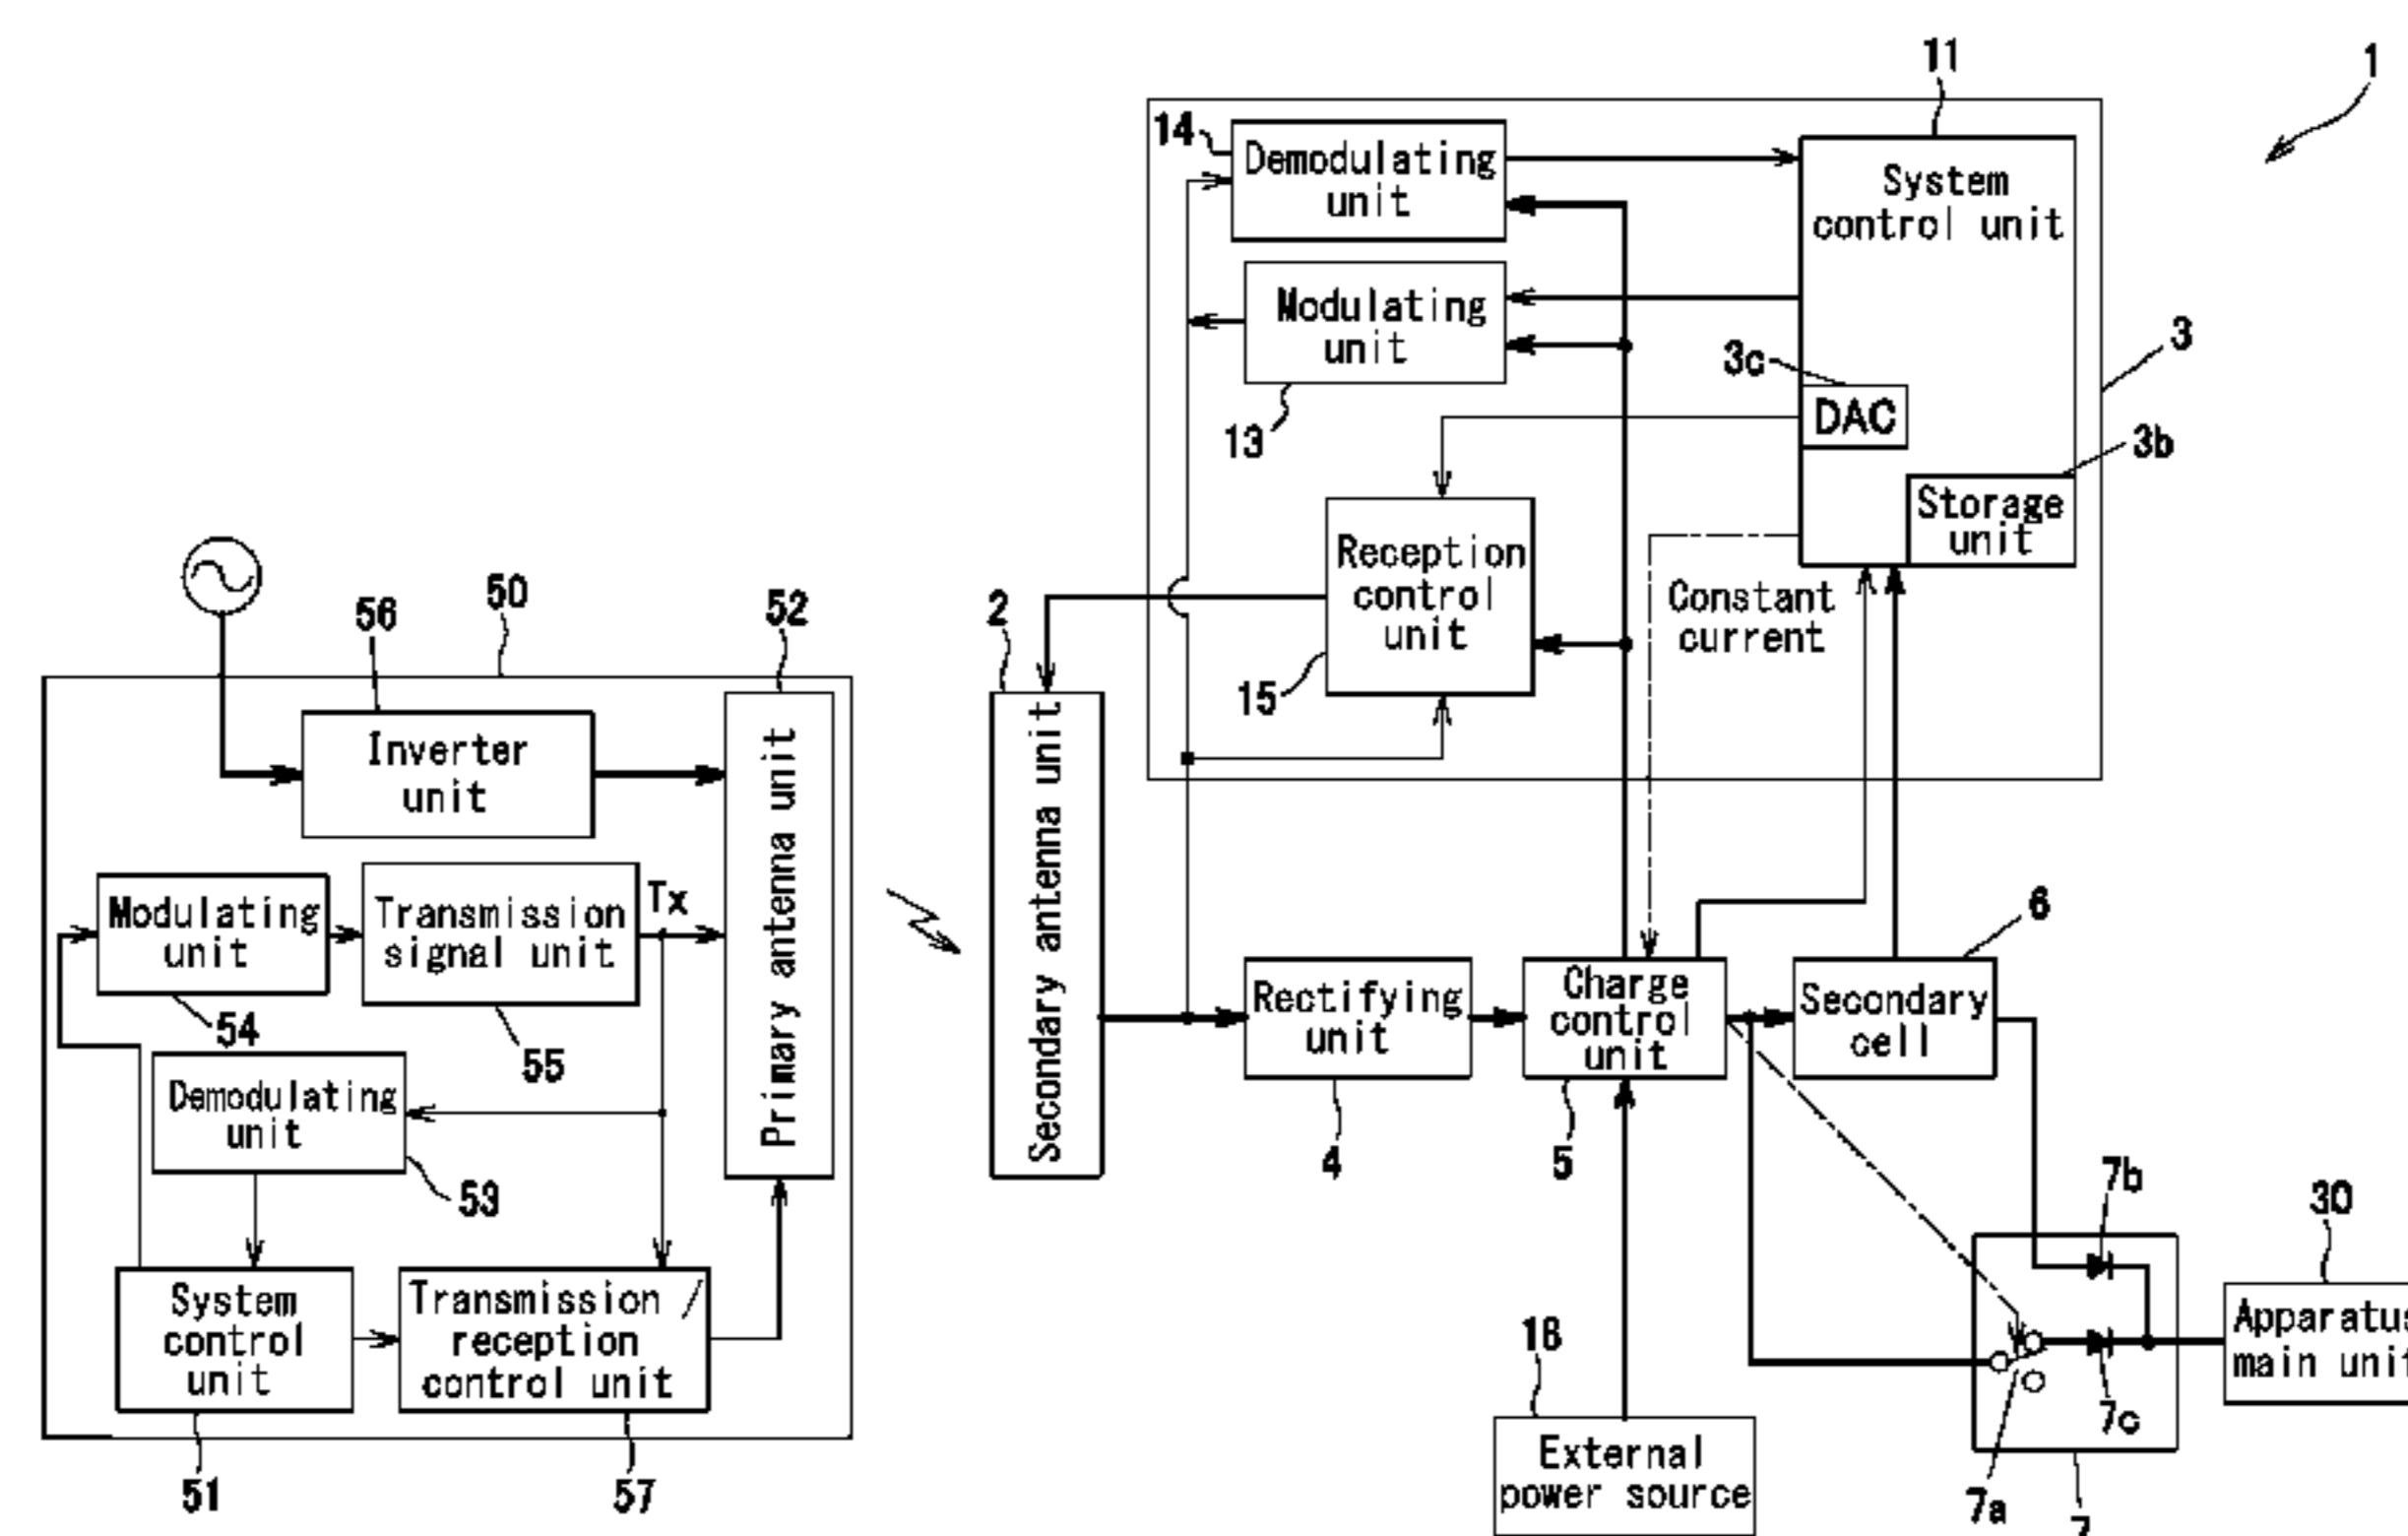 11
1
14
Demodulating
unit
System
control unit
Modulating
unit
3c
3
DAC
13
3b
Storage
unit
Reception
control
unit
Constant
current
15
50
56
52
2
Inverter
unit
Primary antenna unit
Secondary antenna unit
Modulating
unit
Transmission
signal unit
Tx
54
55
6
Rectifying
unit
Charge
control
unit
Secondary
cell
Demodulating
unit
53
4
5
7b
30
System
control
unit
Transmission /
reception
control unit
18
Apparatus
main unit
7c
External
power source
51
57
7a
7